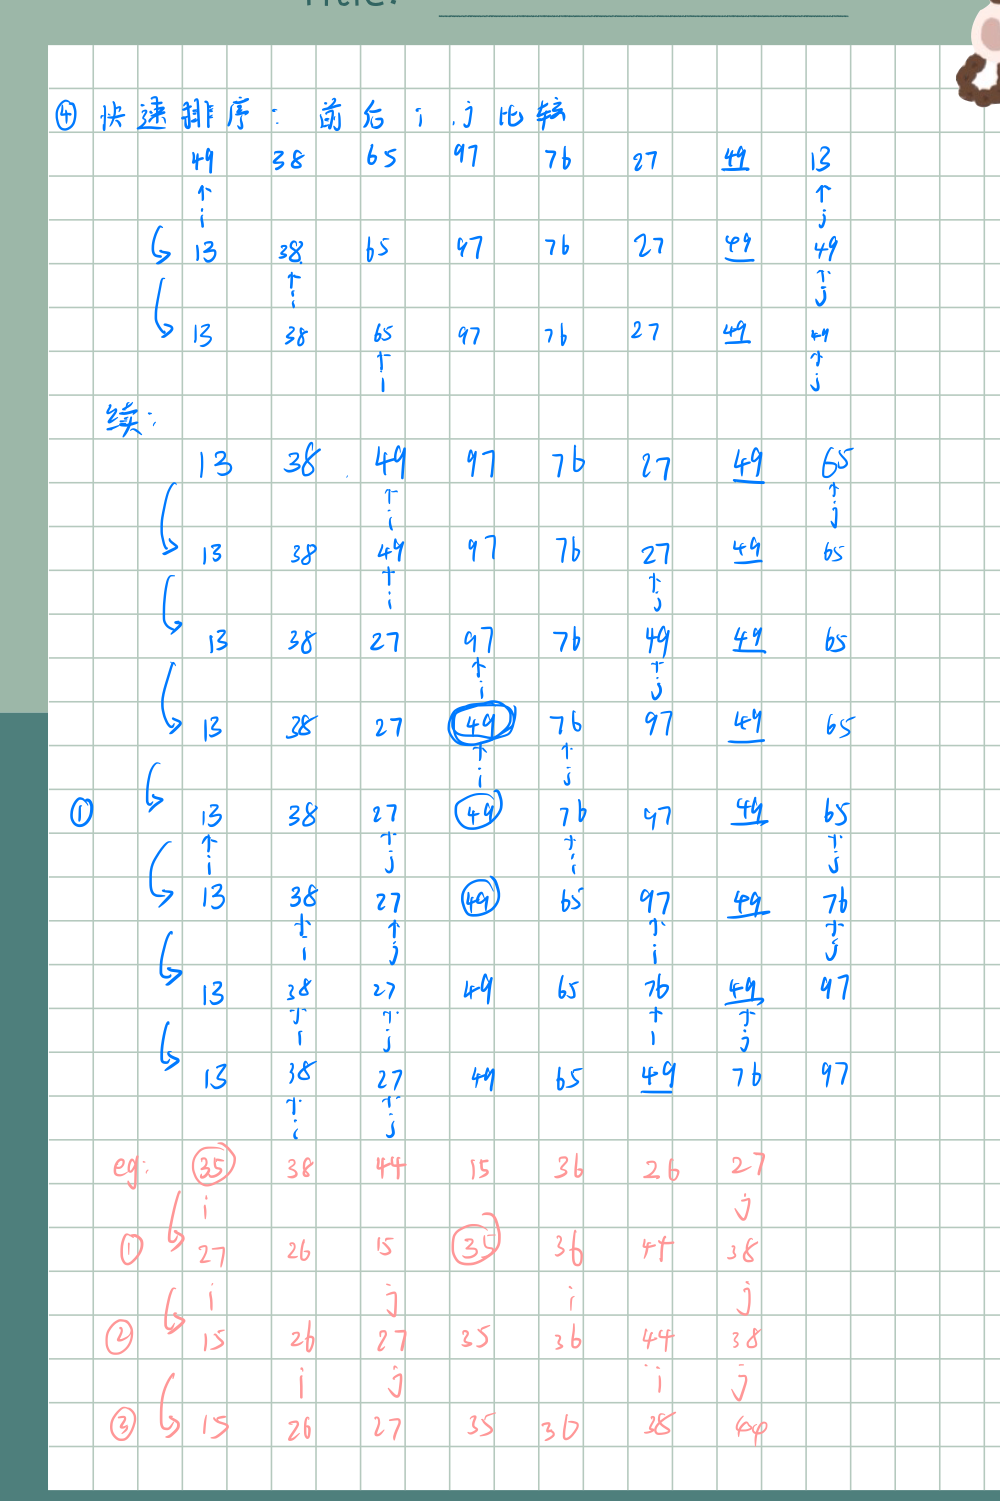 Title:
④ 快速排序: 前后 i.j 比较
49 38 65 97 76 27 49 13
↑ ↑
i j
13 38 65 97 76 27 49 49
↑ ↑
i j
13 38 65 97 76 27 49 49
↑ ↑
i j
续:
13 38 49 97 76 27 49 65
↑ ↑
i j
13 38 49 97 76 27 49 65
↑ ↑
i j
13 38 27 97 76 49 49 65
↑ ↑
i j
13 38 27 49 76 97 49 65
↑ ↑
i j
① 13 38 27 49 76 97 49 65
↑ ↑ ↑ ↑
i j i j
13 38 27 49 65 97 49 76
↑ ↑ ↑ ↑
i j i j
13 38 27 49 65 76 49 97
↑ ↑ ↑ ↑
i j i j
13 38 27 49 65 49 76 97
↑ ↑
i j
eg: 35 38 44 15 36 26 27
i j
① 27 26 15 35 36 44 38
i j i j
② 15 26 27 35 36 44 38
i j i j
③ 15 26 27 35 36 38 44